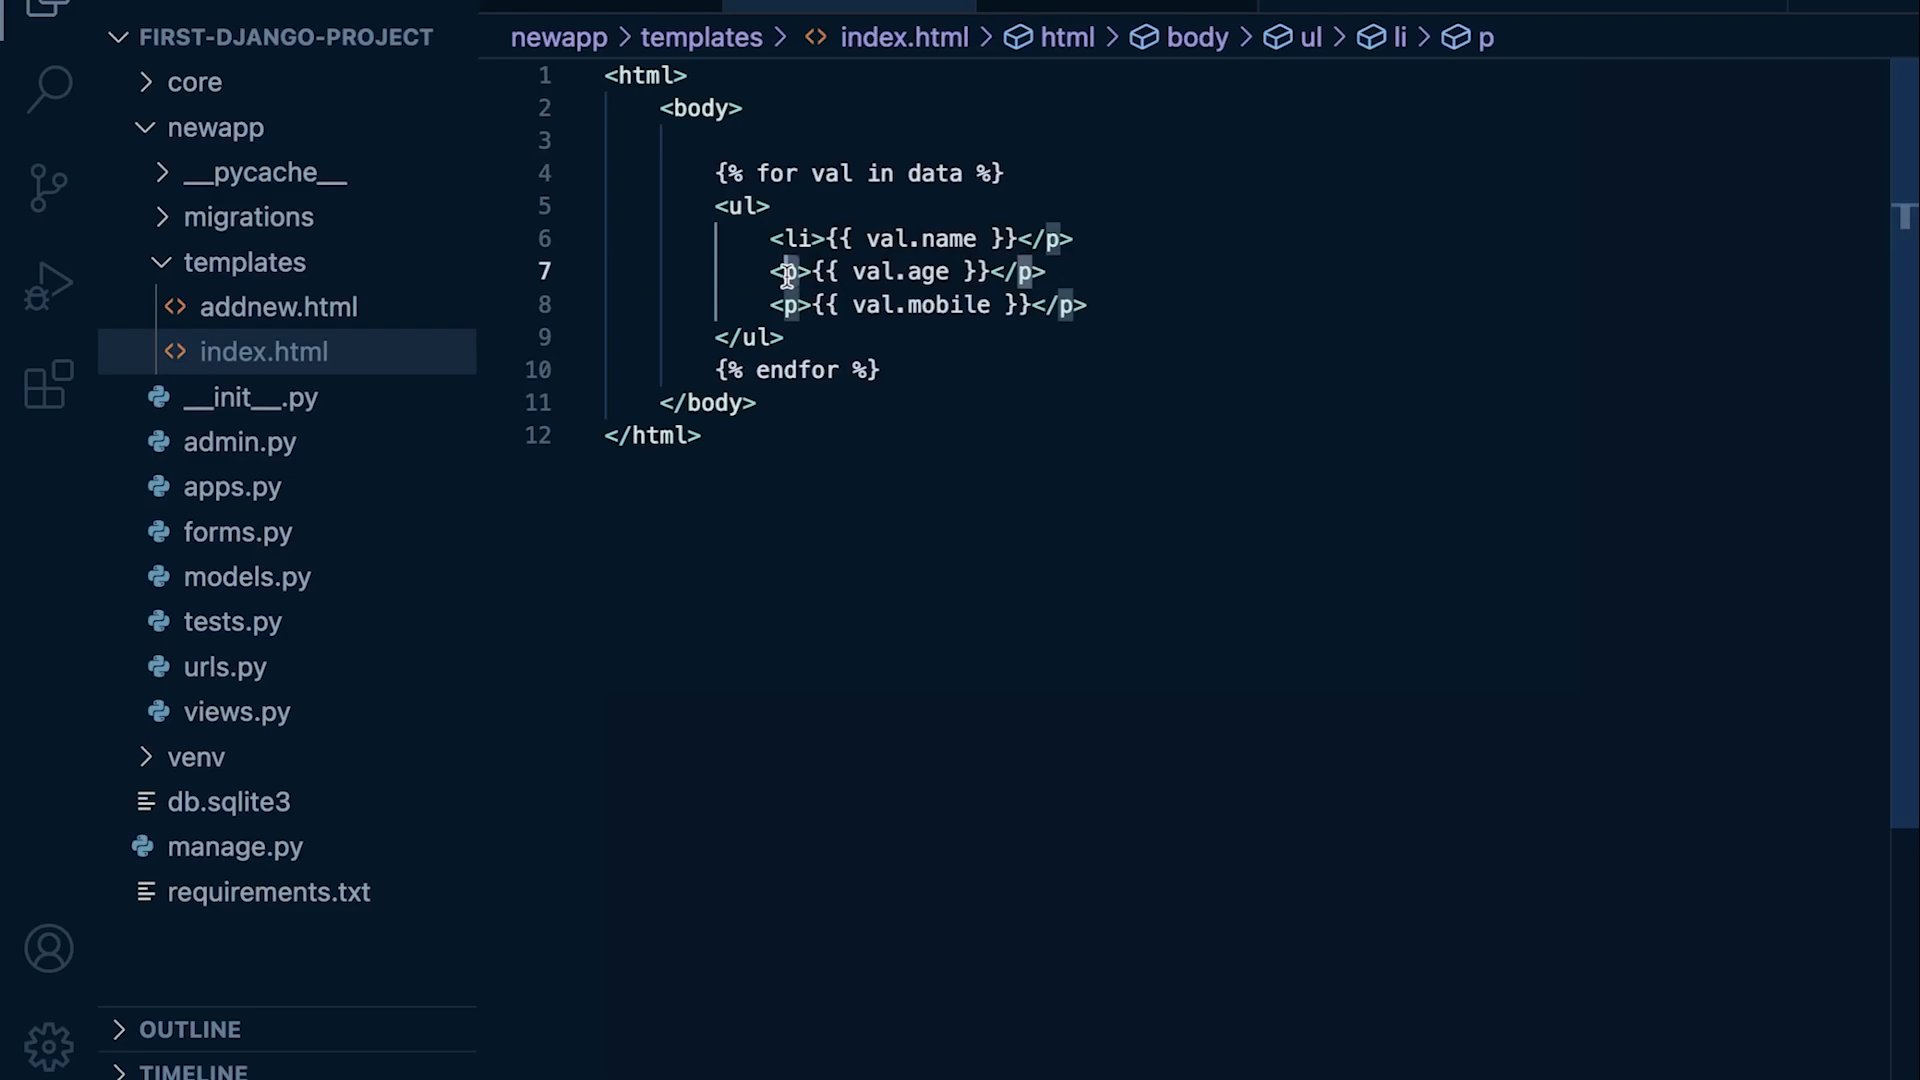 FIRST-DJANGO-PROJECT
core
newapp
__pycache__
migrations
templates
addnew.html
index.html
__init__.py
admin.py
apps.py
forms.py
models.py
tests.py
urls.py
views.py
venv
db.sqlite3
manage.py
requirements.txt
OUTLINE
TIMELINE
newapp > templates > <> index.html > html > body > ul > li > p
1 <html>
2 <body>
3
4 {% for val in data %}
5 <ul>
6 <li>{{ val.name }}</p>
7 <p>{{ val.age }}</p>
8 <p>{{ val.mobile }}</p>
9 </ul>
10 {% endfor %}
11 </body>
12 </html>